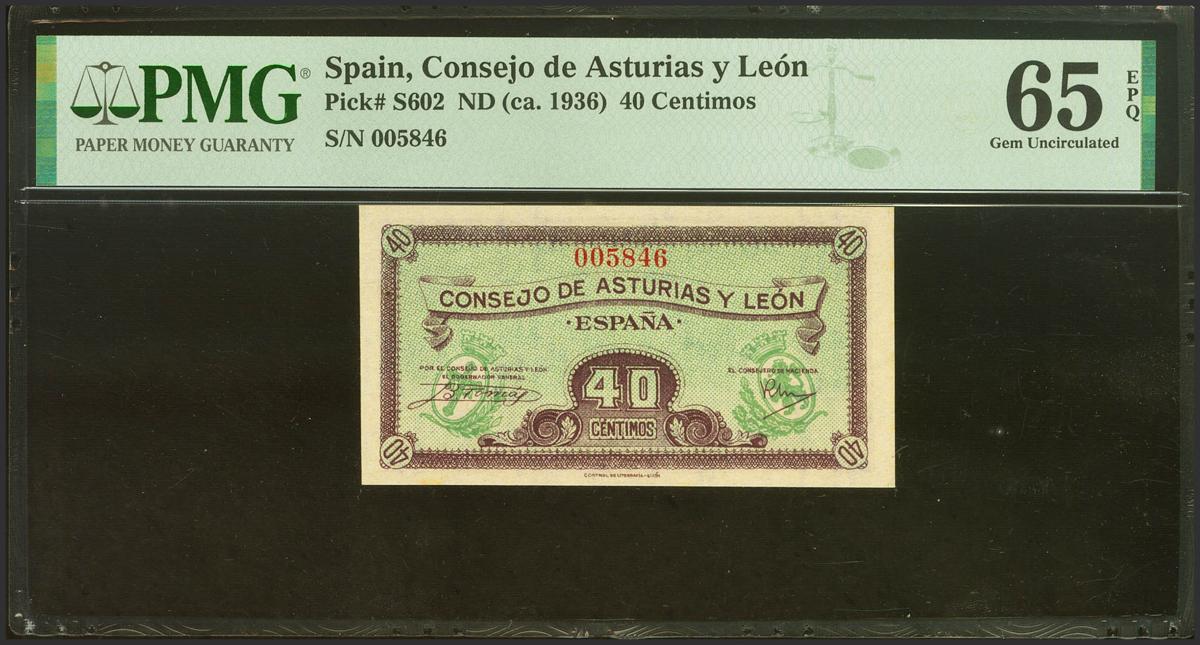 PMG®
PAPER MONEY GUARANTY
Spain, Consejo de Asturias y León
Pick# S602 ND (ca. 1936) 40 Centimos
S/N 005846
65 EPQ
Gem Uncirculated
40 40
005846
CONSEJO DE ASTURIAS Y LEÓN
·ESPAÑA·
POR EL CONSEJO DE ASTURIAS Y LEÓN
EL GOBERNADOR GENERAL
EL CONSEJERO DE HACIENDA
40
CÉNTIMOS
40 40